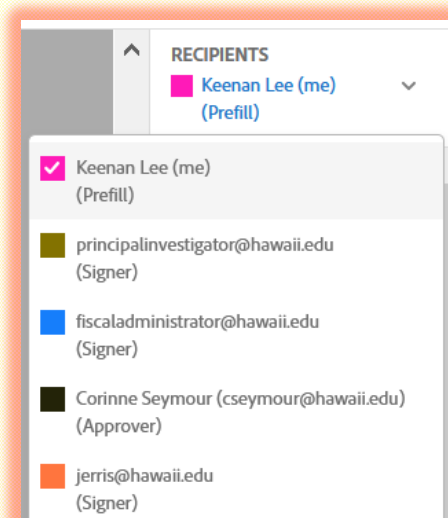 RECIPIENTS
Keenan Lee (me)
(Prefill)
Keenan Lee (me)
(Prefill)
principalinvestigator@hawaii.edu
(Signer)
fiscaladministrator@hawaii.edu
(Signer)
Corinne Seymour (cseymour@hawaii.edu)
(Approver)
jerris@hawaii.edu
(Signer)